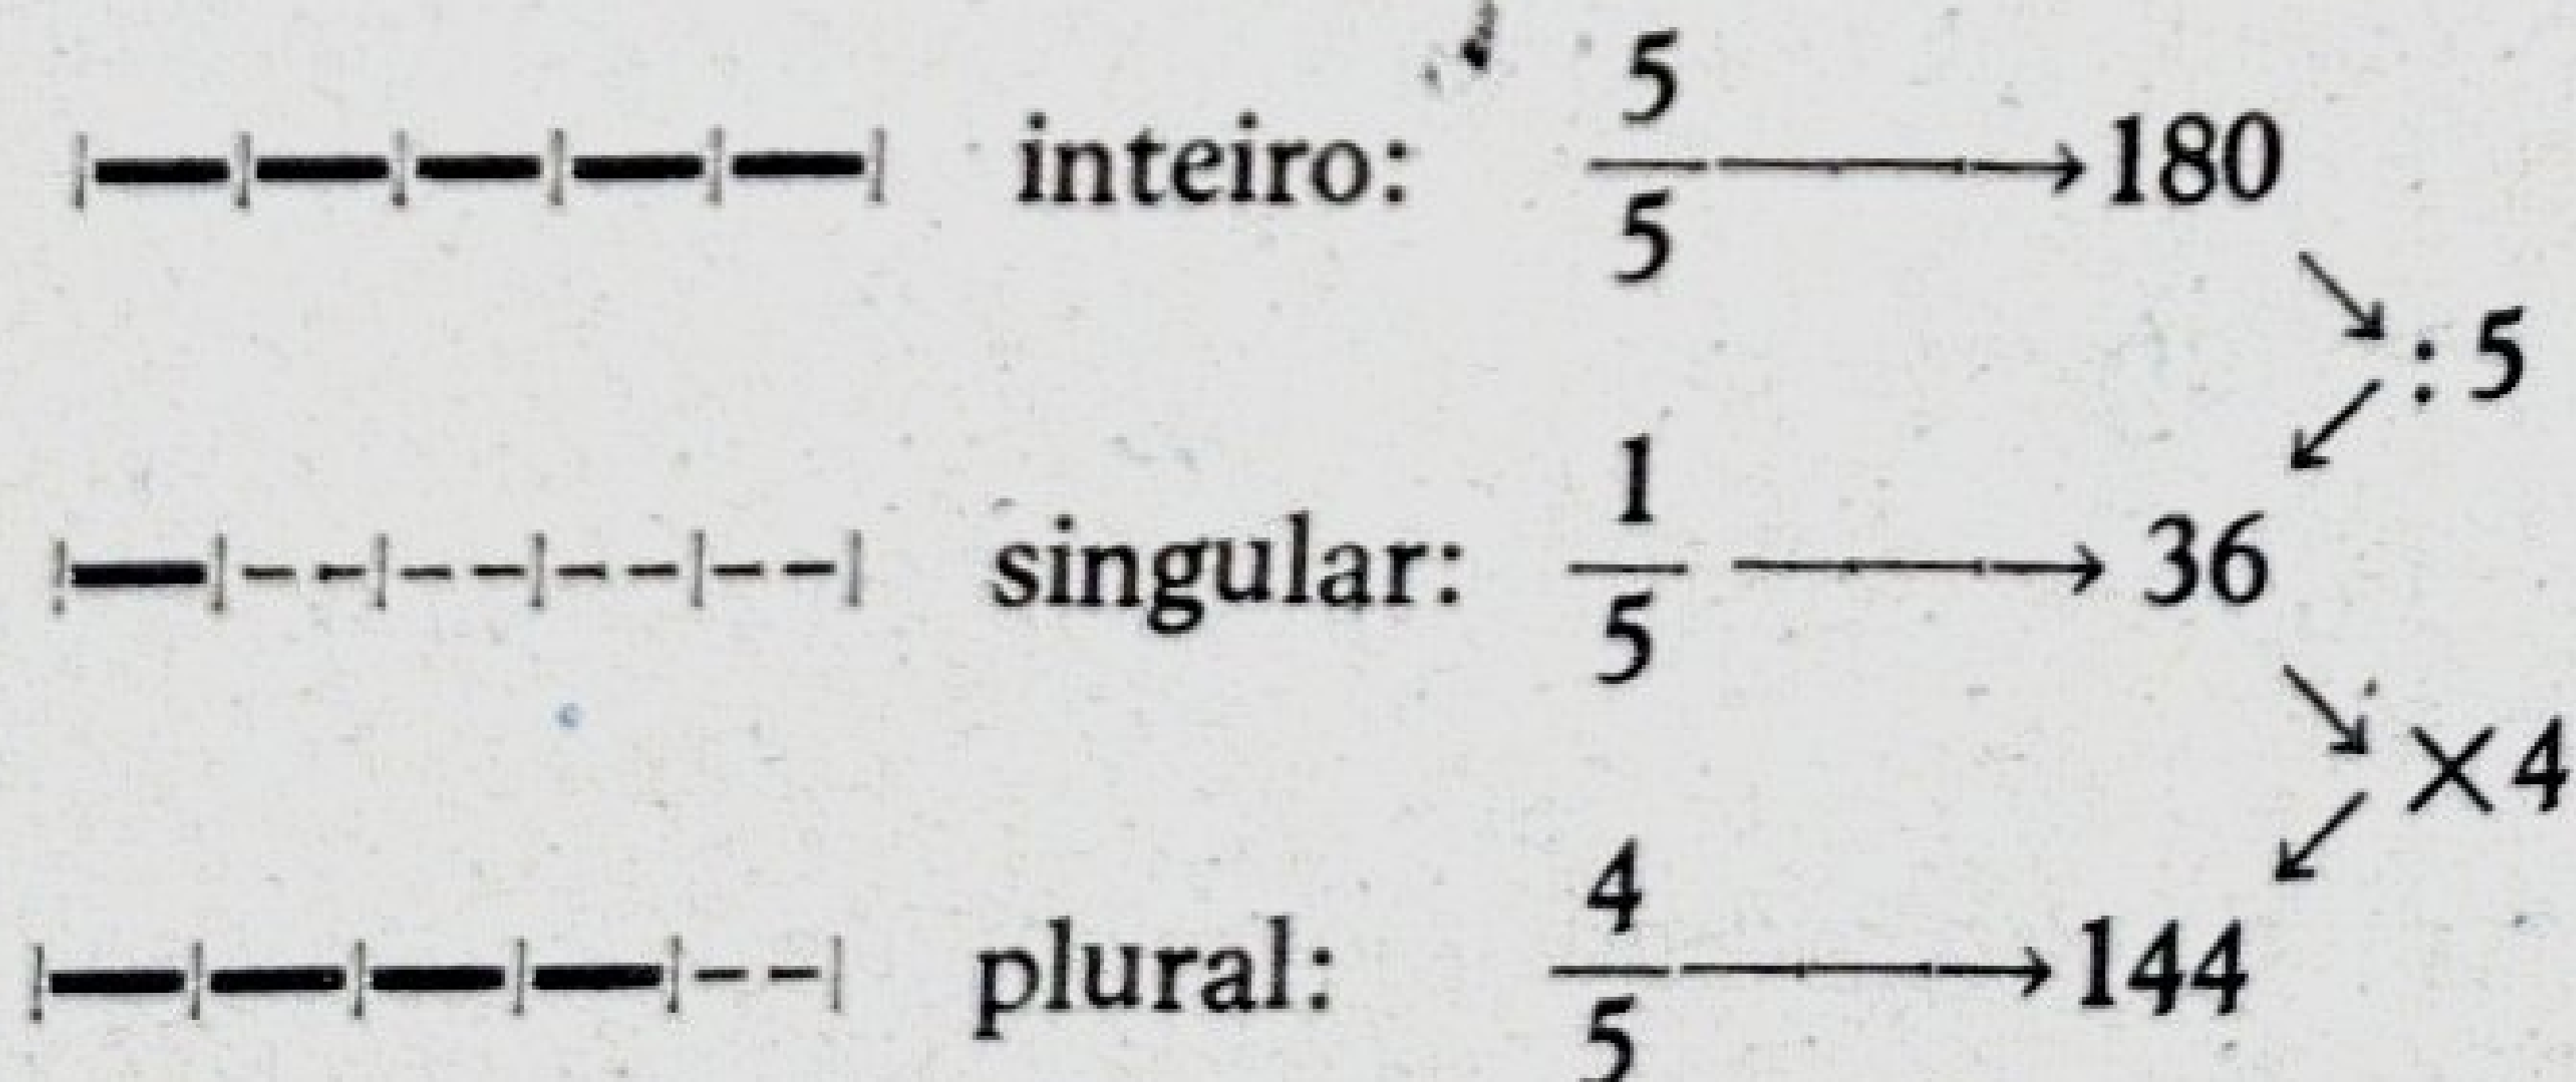 inteiro: 5/5 → 180
: 5
singular: 1/5 → 36
× 4
plural: 4/5 → 144